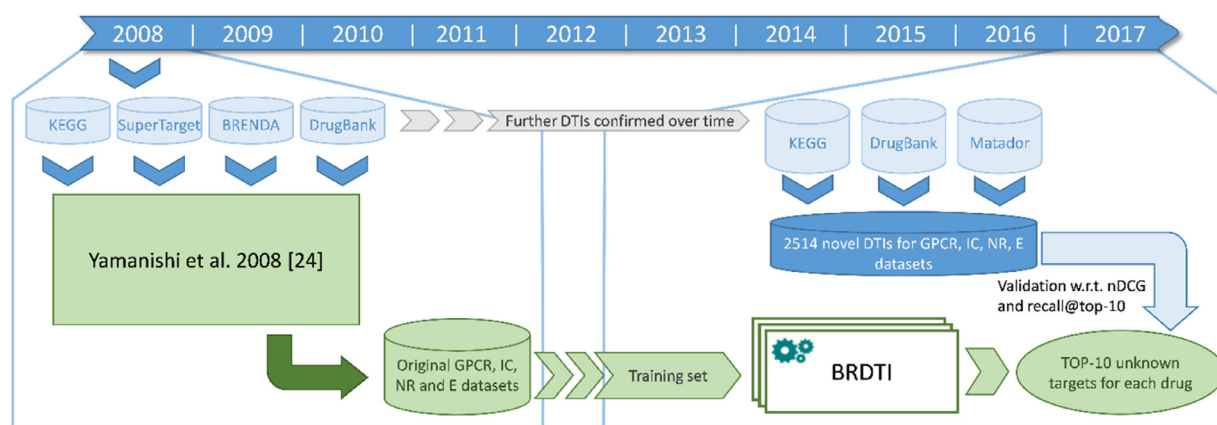 2008 | 2009 | 2010 | 2011 | 2012 | 2013 | 2014 | 2015 | 2016 | 2017
KEGG
SuperTarget
BRENDA
DrugBank
Further DTIs confirmed over time
KEGG
DrugBank
Matador
Yamanishi et al. 2008 [24]
2514 novel DTIs for GPCR, IC, NR, E
datasets
Validation w.r.t. nDCG
and recall@top-10
Original GPCR, IC,
NR and E datasets
Training set
BRDTI
TOP-10 unknown
targets for each drug